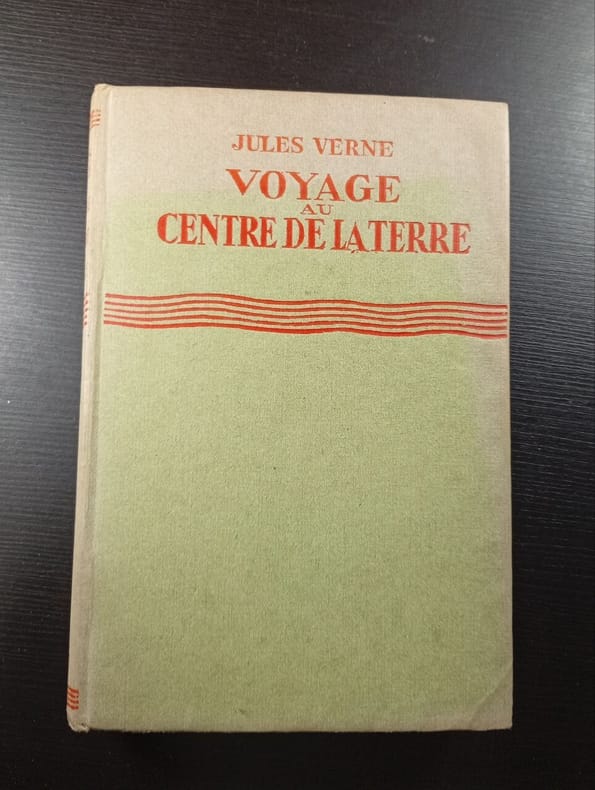 JULES VERNE
VOYAGE
AU
CENTRE DE LA TERRE